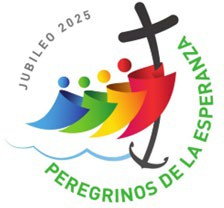 JUBILEO 2025
PEREGRINOS DE LA ESPERANZA